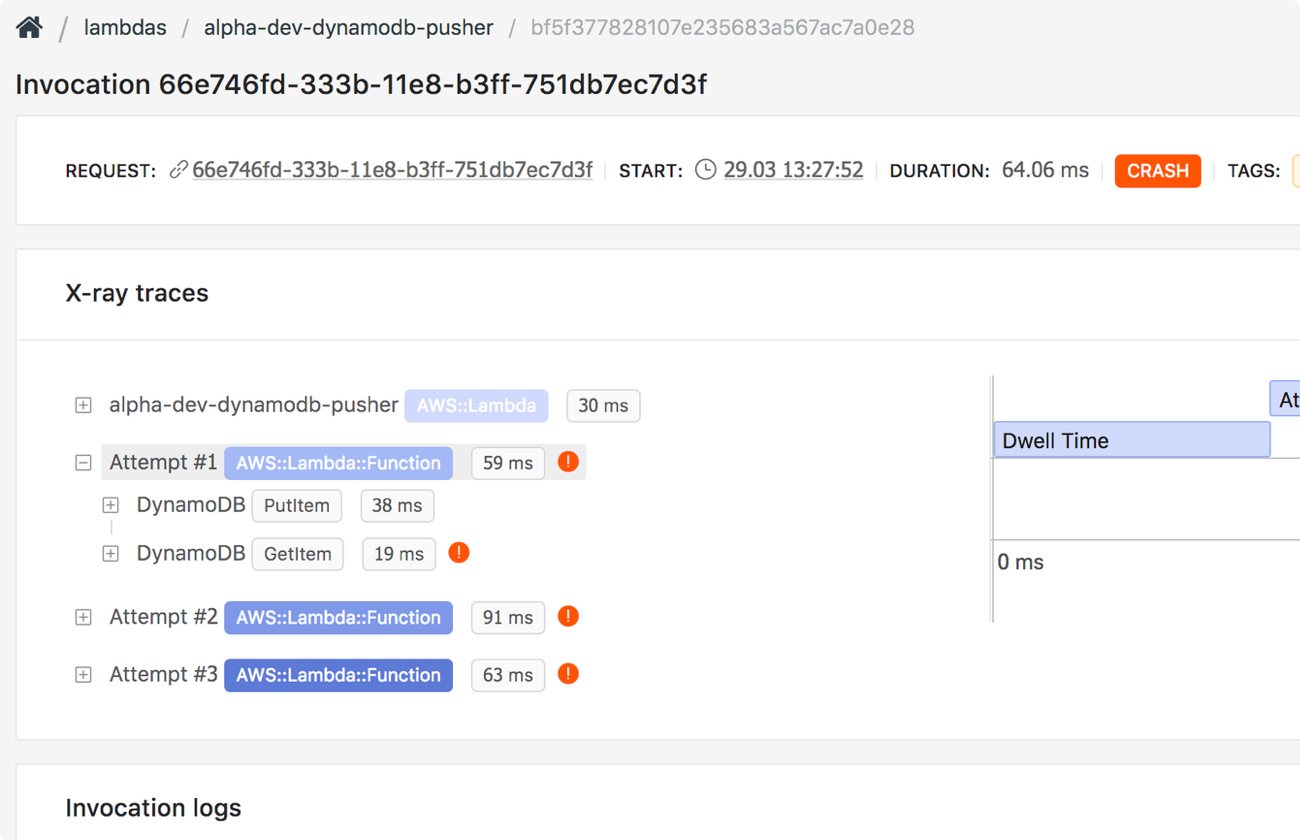 / lambdas / alpha-dev-dynamodb-pusher / bf5f377828107e235683a567ac7a0e28
Invocation 66e746fd-333b-11e8-b3ff-751db7ec7d3f
REQUEST: 66e746fd-333b-11e8-b3ff-751db7ec7d3f START: 29.03 13:27:52 DURATION: 64.06 ms CRASH TAGS:
X-ray traces
alpha-dev-dynamodb-pusher AWS::Lambda 30 ms
At
Attempt #1 AWS::Lambda::Function 59 ms !
Dwell Time
DynamoDB PutItem 38 ms
DynamoDB GetItem 19 ms !
0 ms
Attempt #2 AWS::Lambda::Function 91 ms !
Attempt #3 AWS::Lambda::Function 63 ms !
Invocation logs